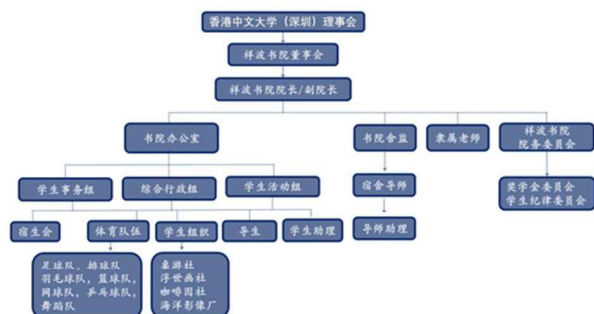 香港中文大学（深圳）理事会
祥波书院董事会
祥波书院院长/副院长
书院办公室
书院舍监
隶属老师
祥波书院
院务委员会
学生事务组
综合行政组
学生活动组
宿舍导师
奖学金委员会
学生纪律委员会
宿生会
体育队伍
学生组织
导生
学生助理
导师助理
足球队，排球队
羽毛球队，篮球队，
网球队，乒乓球队，
舞蹈队
桌游社
浮世画社
咖啡因社
海洋影像厂